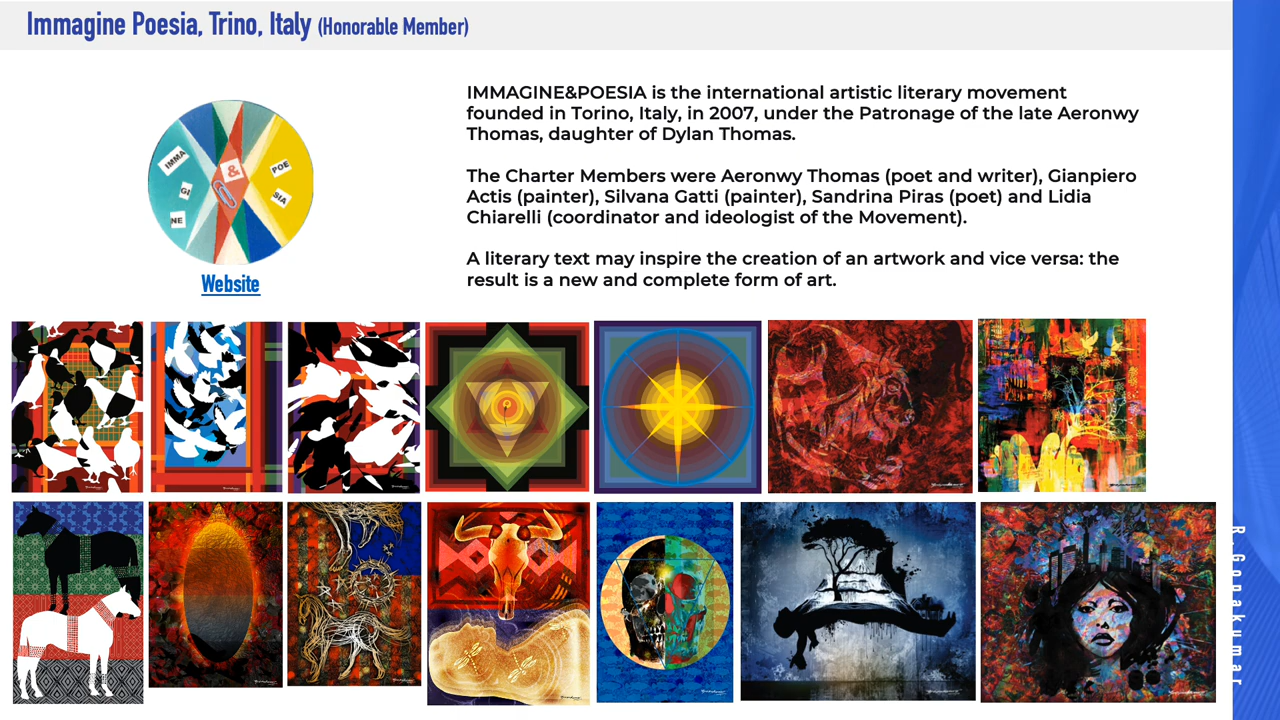 Immagine Poesia, Trino, Italy (Honorable Member)
IMMAGINE&POESIA is the international artistic literary movement
founded in Torino, Italy, in 2007, under the Patronage of the late Aeronwy
Thomas, daughter of Dylan Thomas.
The Charter Members were Aeronwy Thomas (poet and writer), Gianpiero
Actis (painter), Silvana Gatti (painter), Sandrina Piras (poet) and Lidia
Chiarelli (coordinator and ideologist of the Movement).
A literary text may inspire the creation of an artwork and vice versa: the
result is a new and complete form of art.
IMMA
GI
NE
&
POE
SIA
Website
R Gopakumar